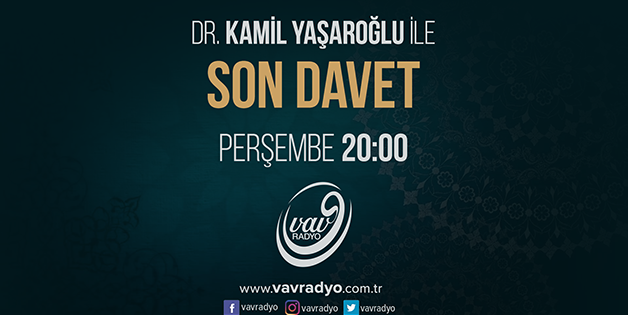 DR. KAMİL YAŞAROĞLU İLE
SON DAVET
PERŞEMBE 20:00
vav
RADYO
www.vavradyo.com.tr
vavradyo vavradyo vavradyo